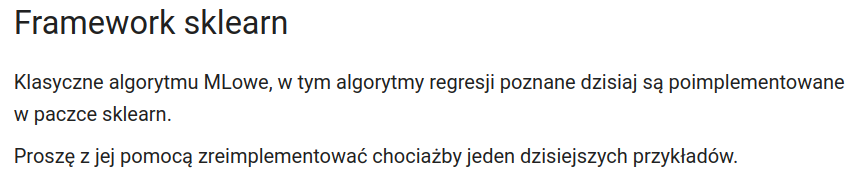 Framework sklearn
Klasyczne algorytmu MLowe, w tym algorytmy regresji poznane dzisiaj są poimplementowane
w paczce sklearn.
Proszę z jej pomocą zreimplementować chociażby jeden dzisiejszych przykładów.